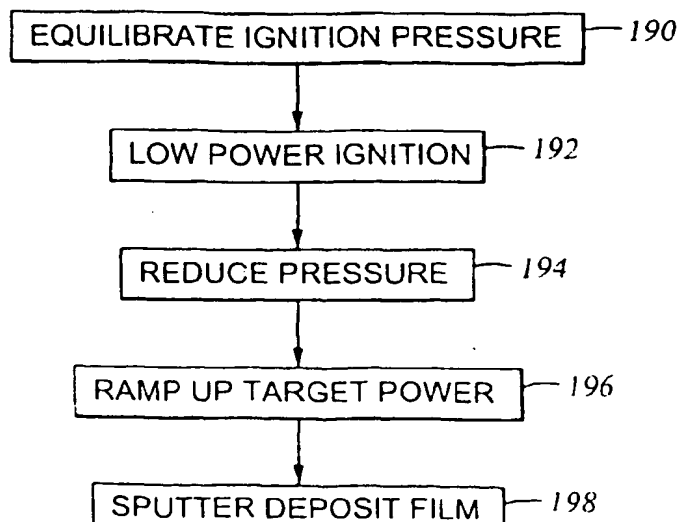 EQUILIBRATE IGNITION PRESSURE 190
LOW POWER IGNITION 192
REDUCE PRESSURE 194
RAMP UP TARGET POWER 196
SPUTTER DEPOSIT FILM 198